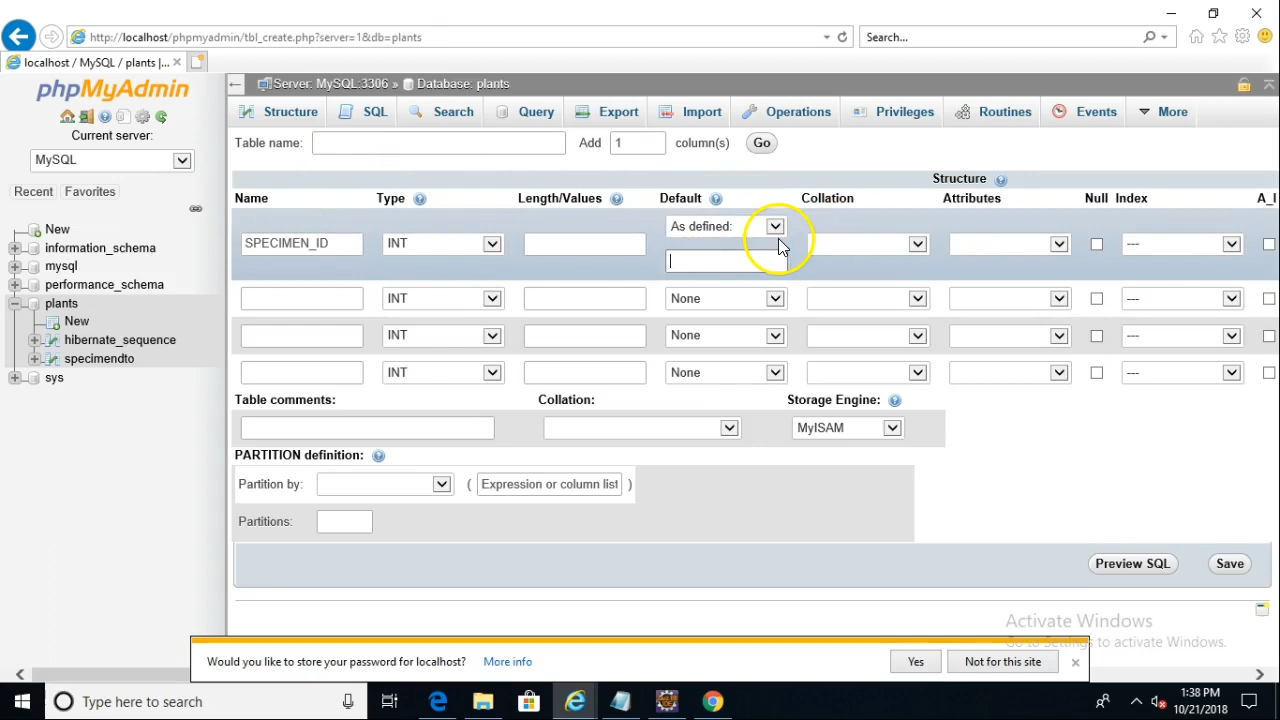 http://localhost/phpmyadmin/tbl_create.php?server=1&db=plants
Search...
localhost / MySQL / plants |...
phpMyAdmin
Current server:
MySQL
Recent Favorites
New
information_schema
mysql
performance_schema
plants
New
hibernate_sequence
specimendto
sys
Server: MySQL:3306 » Database: plants
Structure SQL Search Query Export Import Operations Privileges Routines Events More
Table name: Add 1 column(s) Go
Structure
Name Type Length/Values Default Collation Attributes Null Index A_I
SPECIMEN_ID INT As defined: ---
INT None ---
INT None ---
INT None ---
Table comments: Collation: Storage Engine:
MyISAM
PARTITION definition:
Partition by: ( Expression or column list )
Partitions:
Preview SQL Save
Activate Windows
Go to Settings to activate Windows.
Would you like to store your password for localhost? More info Yes Not for this site
Type here to search
1:38 PM
10/21/2018